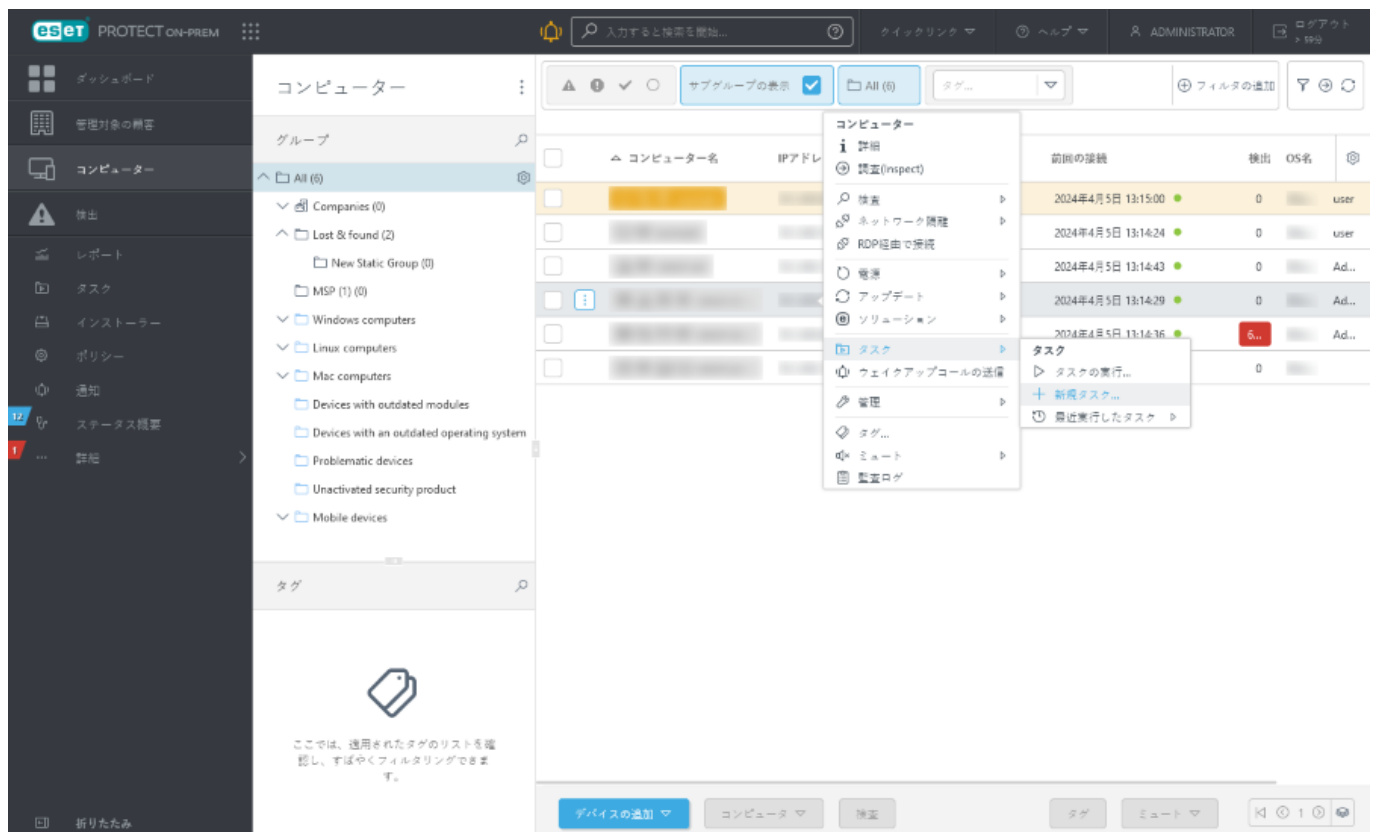 eset PROTECT ON-PREM
入力すると検索を開始...
クイックリンク
ヘルプ
ADMINISTRATOR
ログアウト
> 59分
ダッシュボード
管理対象の顧客
コンピューター
検出
レポート
タスク
インストーラー
ポリシー
通知
12
ステータス概要
1
詳細
折りたたみ
コンピューター
グループ
All (6)
Companies (0)
Lost & found (2)
New Static Group (0)
MSP (1) (0)
Windows computers
Linux computers
Mac computers
Devices with outdated modules
Devices with an outdated operating system
Problematic devices
Unactivated security product
Mobile devices
タグ
ここでは、適用されたタグのリストを確
認し、すばやくフィルタリングできま
す。
サブグループの表示
All (6)
タグ...
フィルタの追加
コンピューター名
IPアドレ
前回の接続
検出
OS名
2024年4月5日 13:15:00
0
user
2024年4月5日 13:14:24
0
user
2024年4月5日 13:14:43
0
Ad...
2024年4月5日 13:14:29
0
Ad...
2024年4月5日 13:14:36
6...
Ad...
0
コンピューター
詳細
調査(Inspect)
検査
ネットワーク隔離
RDP経由で接続
電源
アップデート
ソリューション
タスク
ウェイクアップコールの送信
管理
タグ...
ミュート
監査ログ
タスク
タスクの実行...
新規タスク...
最近実行したタスク
デバイスの追加
コンピュータ
検査
タグ
ミュート
1